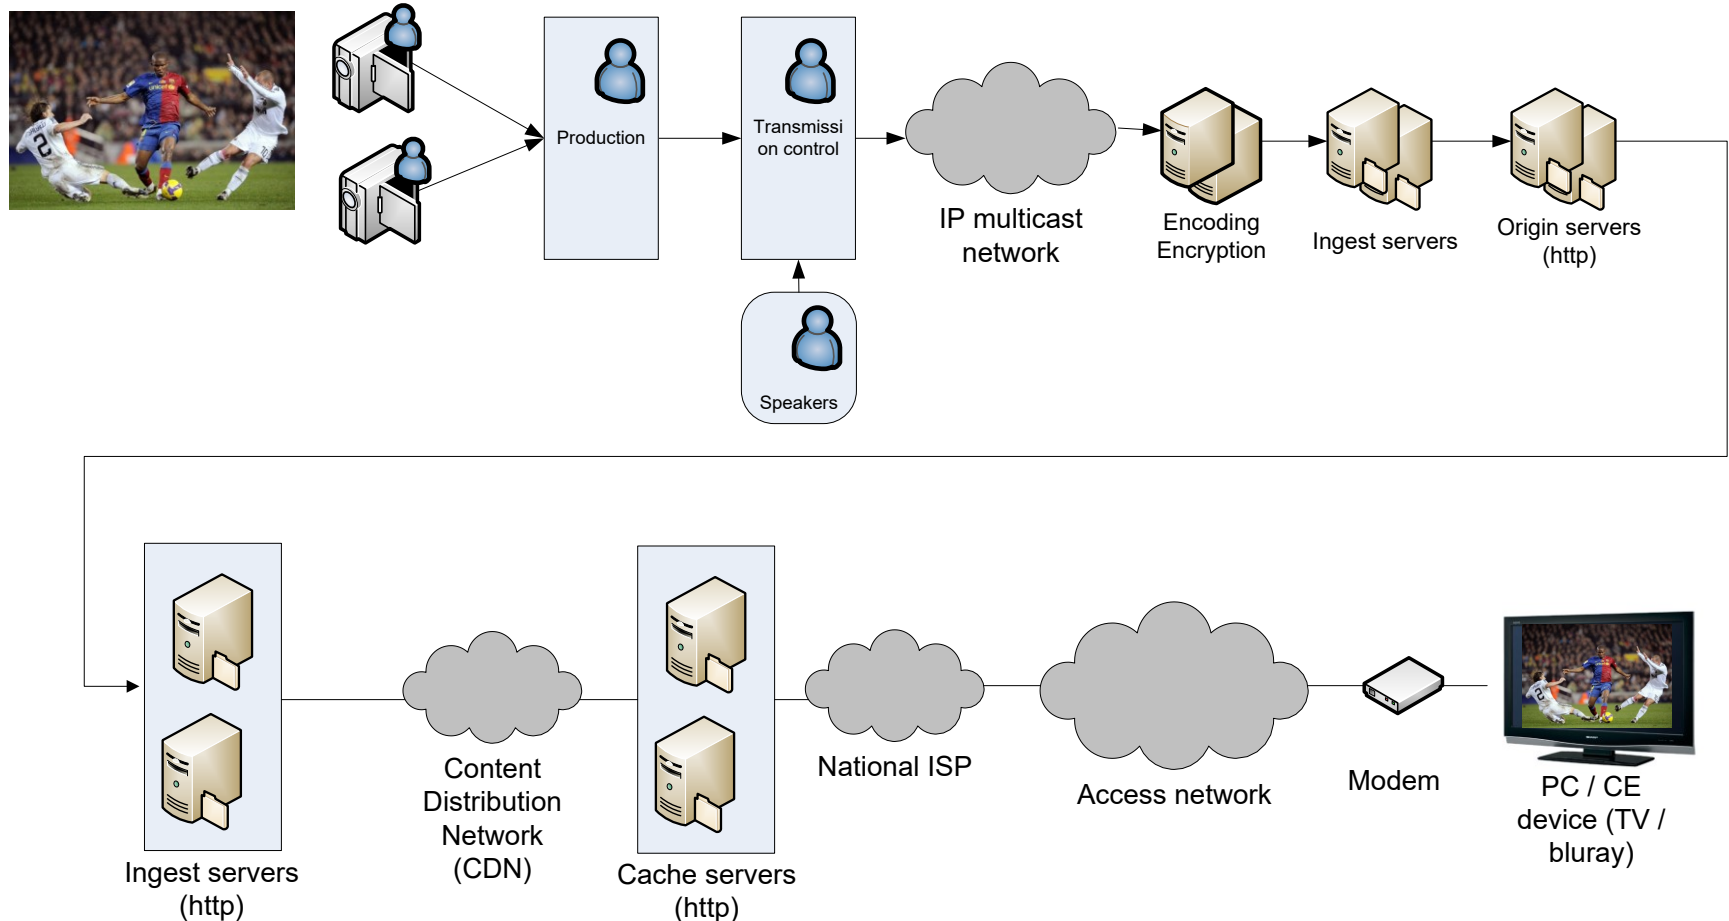 Production
Transmissi
on control
Speakers
IP multicast
network
Encoding
Encryption
Ingest servers
Origin servers
(http)
Ingest servers
(http)
Content
Distribution
Network
(CDN)
Cache servers
(http)
National ISP
Access network
Modem
PC / CE
device (TV /
bluray)